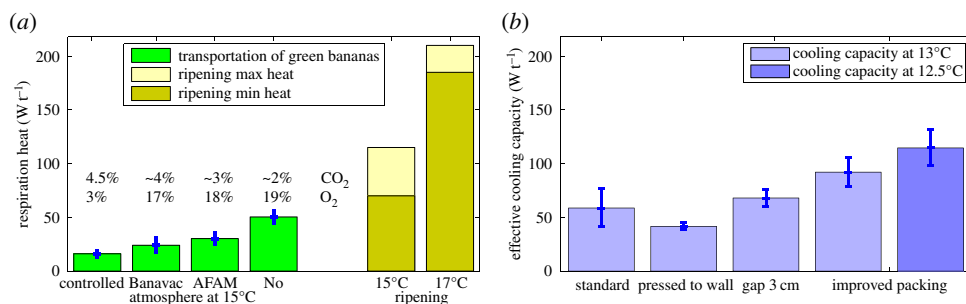 (a)
(b)
200
150
100
50
0
respiration heat (W t⁻¹)
transportation of green bananas
ripening max heat
ripening min heat
4.5% ~4% ~3% ~2% CO₂
3% 17% 18% 19% O₂
controlled Banavac AFAM No
atmosphere at 15°C
15°C 17°C
ripening
200
150
100
50
0
effective cooling capacity (W t⁻¹)
cooling capacity at 13°C
cooling capacity at 12.5°C
standard pressed to wall gap 3 cm improved packing